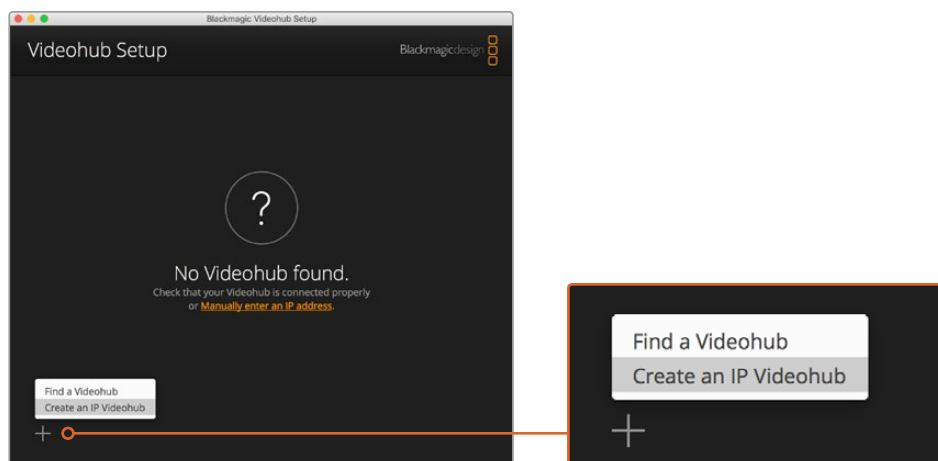 Blackmagic Videohub Setup
Videohub Setup
Blackmagicdesign
?
No Videohub found.
Check that your Videohub is connected properly
or Manually enter an IP address.
Find a Videohub
Create an IP Videohub
Find a Videohub
Create an IP Videohub